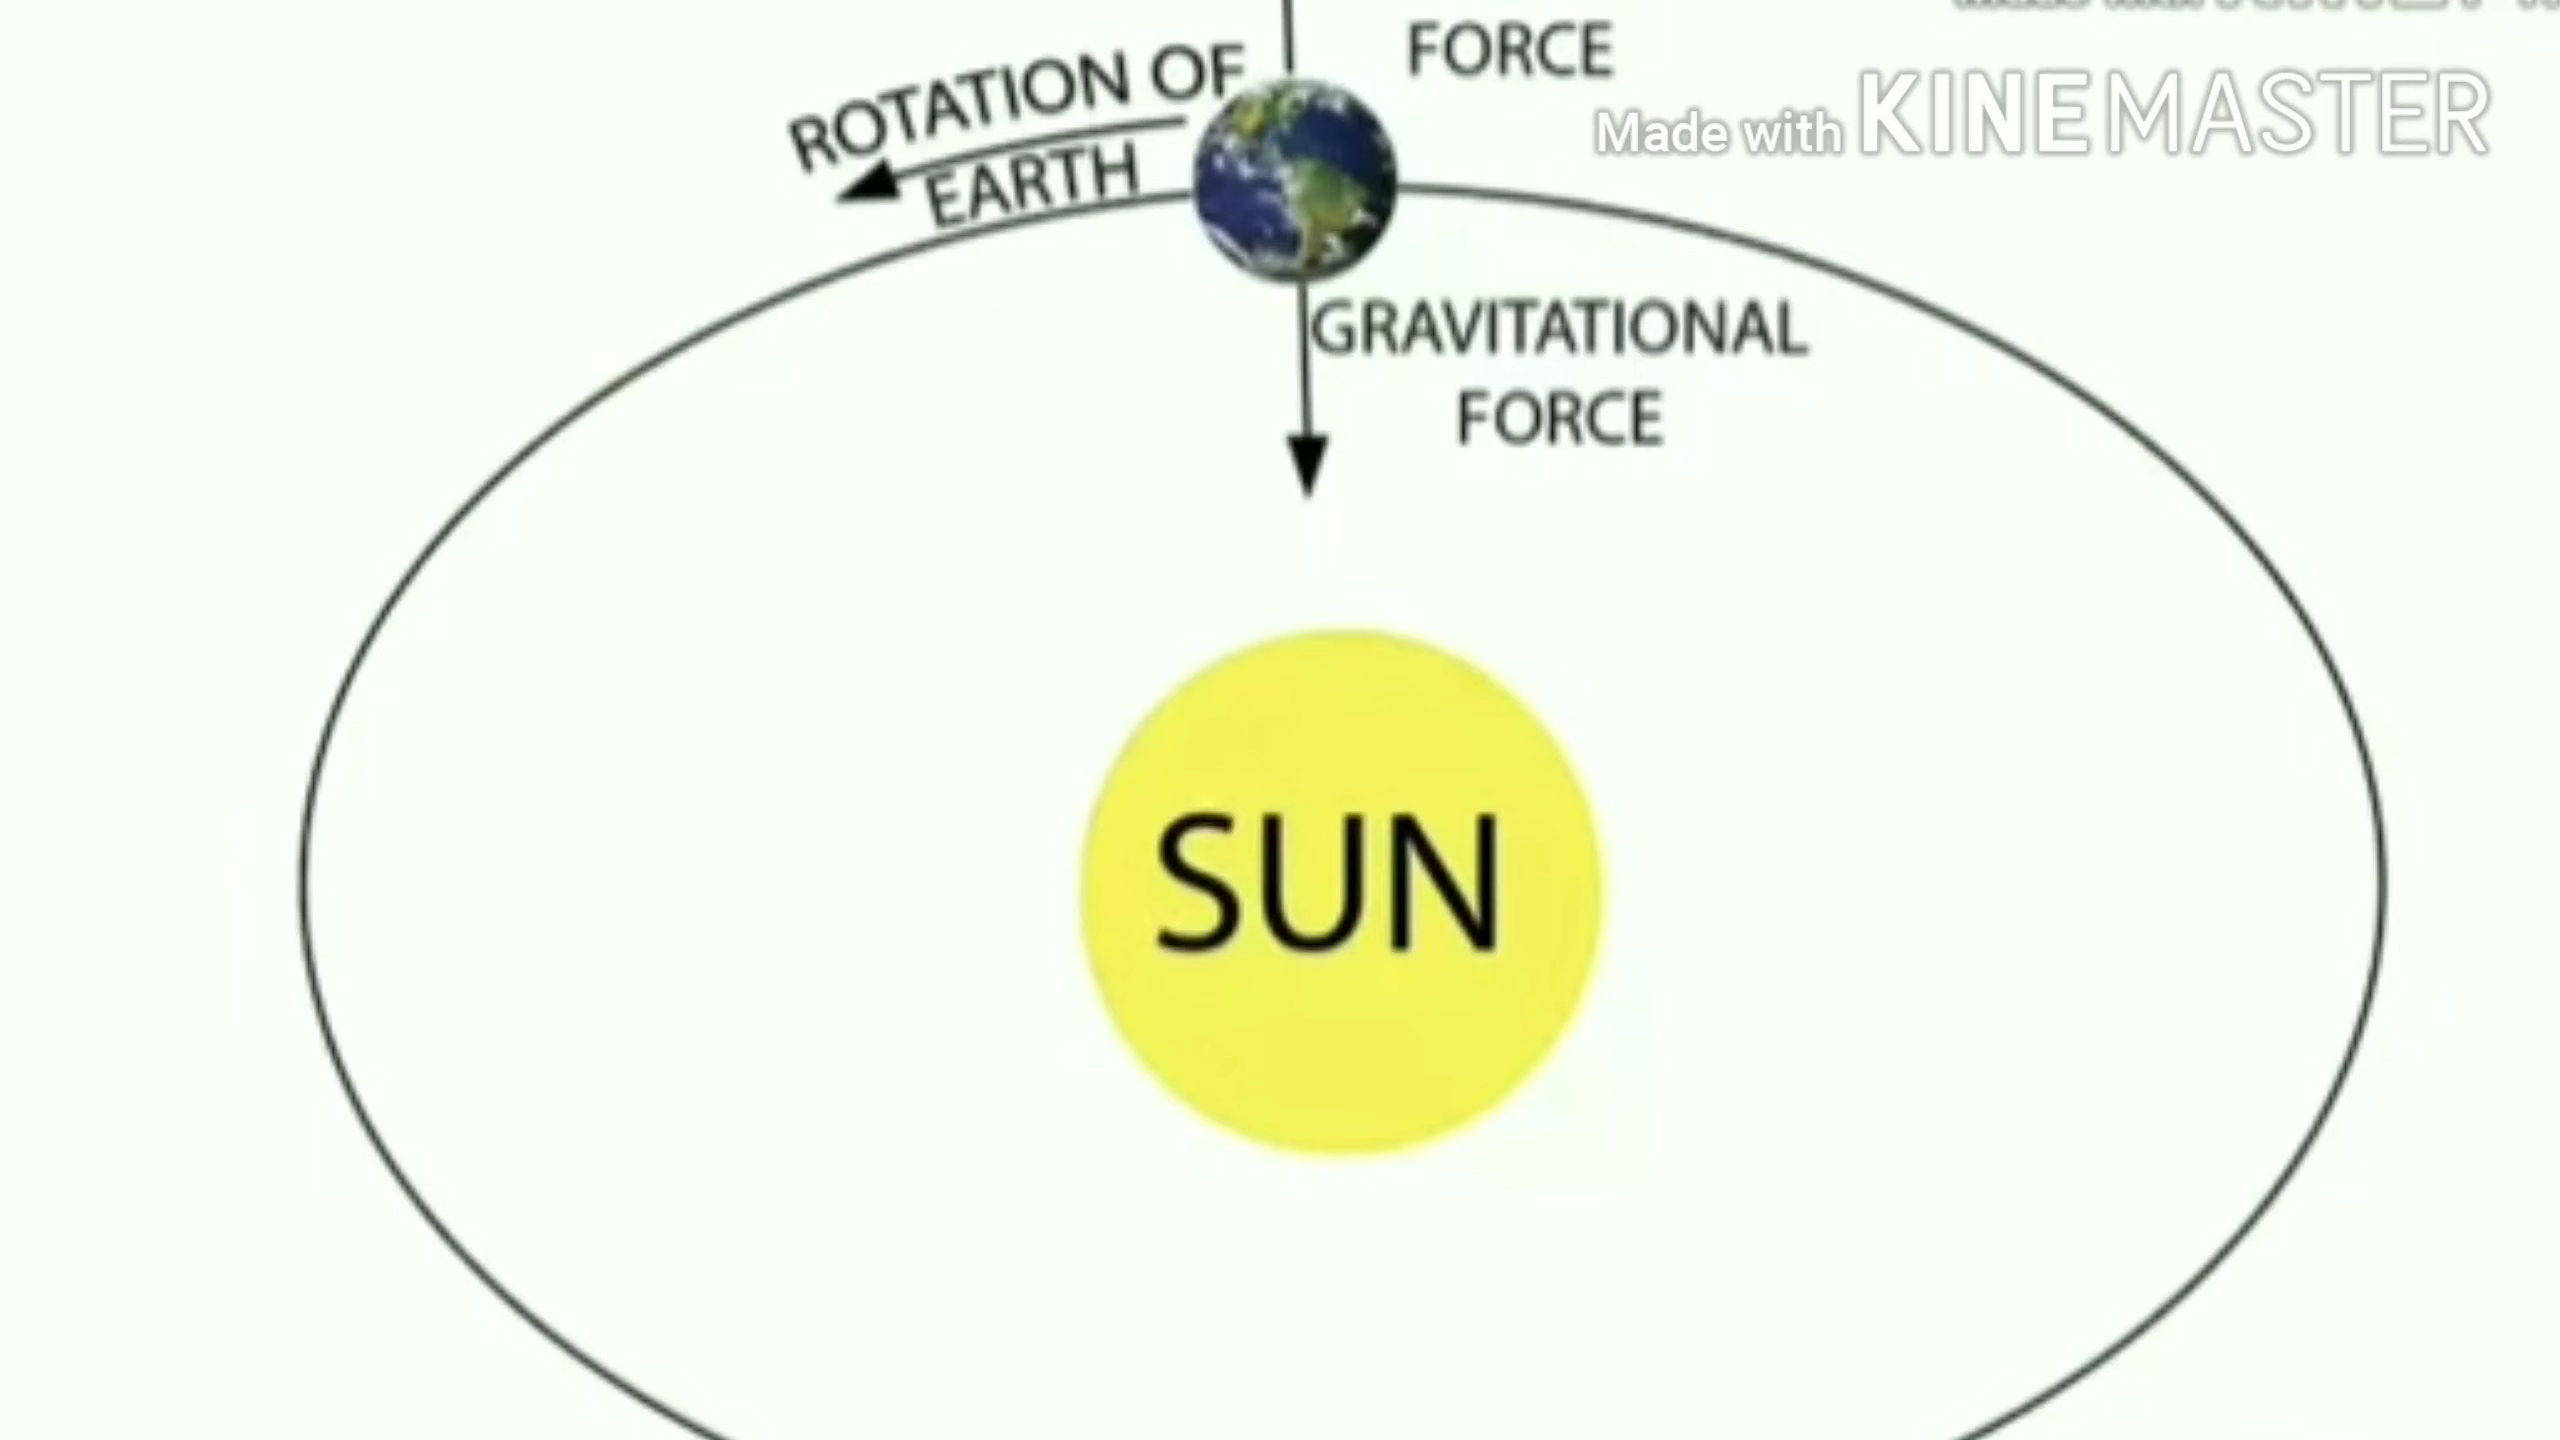 FORCE
Made with KINEMASTER
ROTATION OF
EARTH
GRAVITATIONAL
FORCE
SUN